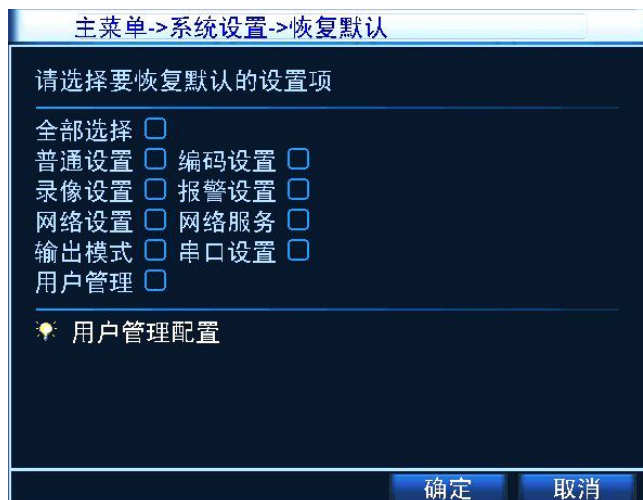 主菜单->系统设置->恢复默认
请选择要恢复默认的设置项
全部选择
普通设置 编码设置
录像设置 报警设置
网络设置 网络服务
输出模式 串口设置
用户管理
用户管理配置
确定 取消